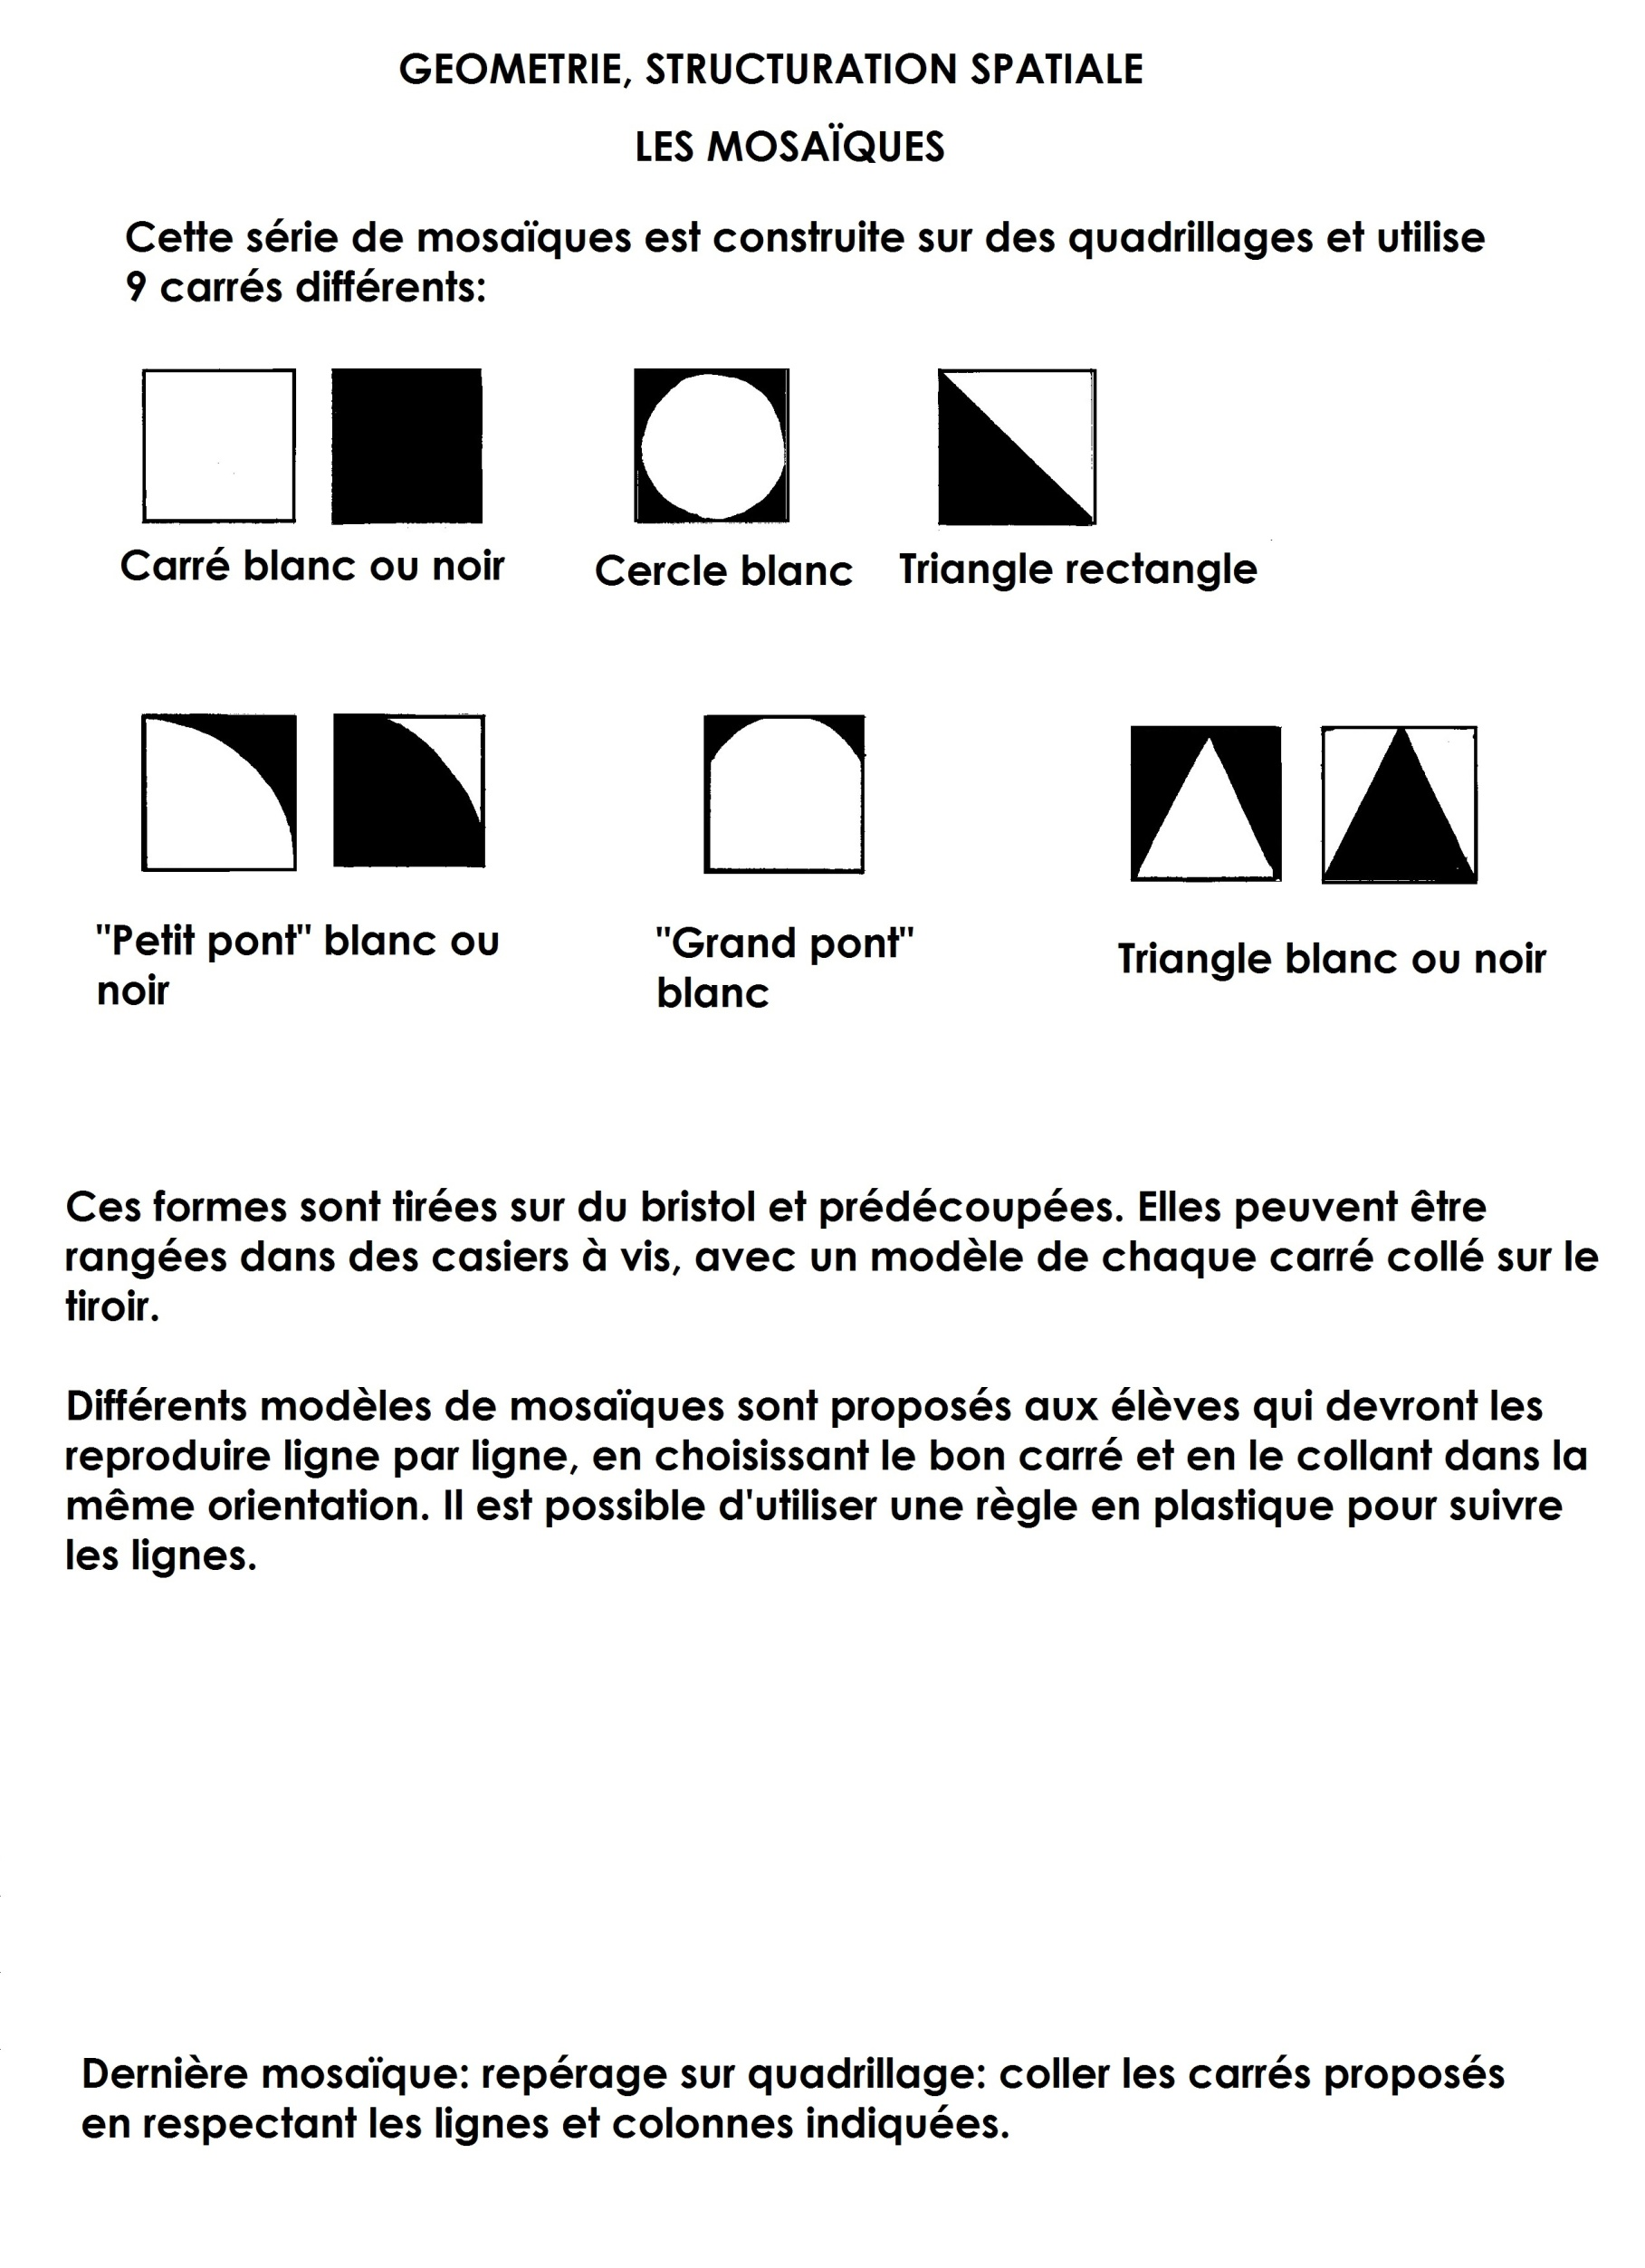 GEOMETRIE, STRUCTURATION SPATIALE
LES MOSAÏQUES
Cette série de mosaïques est construite sur des quadrillages et utilise
9 carrés différents:
Carré blanc ou noir
Cercle blanc
Triangle rectangle
"Petit pont" blanc ou
noir
"Grand pont"
blanc
Triangle blanc ou noir
Ces formes sont tirées sur du bristol et prédécoupées. Elles peuvent être
rangées dans des casiers à vis, avec un modèle de chaque carré collé sur le
tiroir.
Différents modèles de mosaïques sont proposés aux élèves qui devront les
reproduire ligne par ligne, en choisissant le bon carré et en le collant dans la
même orientation. Il est possible d'utiliser une règle en plastique pour suivre
les lignes.
Dernière mosaïque: repérage sur quadrillage: coller les carrés proposés
en respectant les lignes et colonnes indiquées.